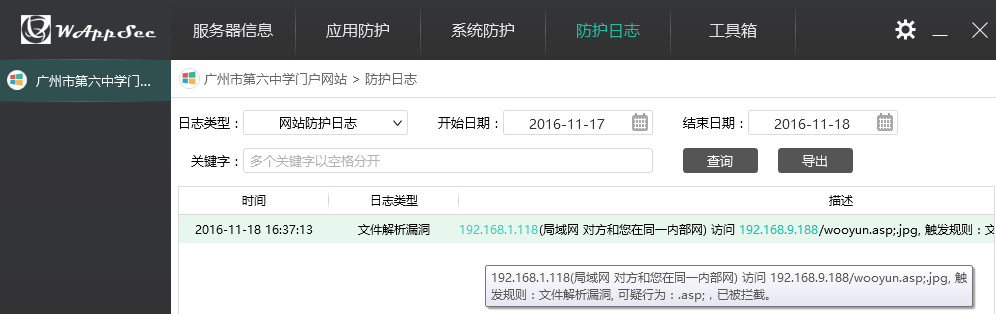 WAppSec 服务器信息 应用防护 系统防护 防护日志 工具箱
广州市第六中学门... 广州市第六中学门户网站 > 防护日志
日志类型： 网站防护日志 开始日期： 2016-11-17 结束日期： 2016-11-18
关键字： 多个关键字以空格分开 查询 导出
时间 日志类型 描述
2016-11-18 16:37:13 文件解析漏洞 192.168.1.118(局域网 对方和您在同一内部网) 访问 192.168.9.188/wooyun.asp;.jpg, 触发规则：文
192.168.1.118(局域网 对方和您在同一内部网) 访问 192.168.9.188/wooyun.asp;.jpg, 触
发规则：文件解析漏洞, 可疑行为：.asp;，已被拦截。